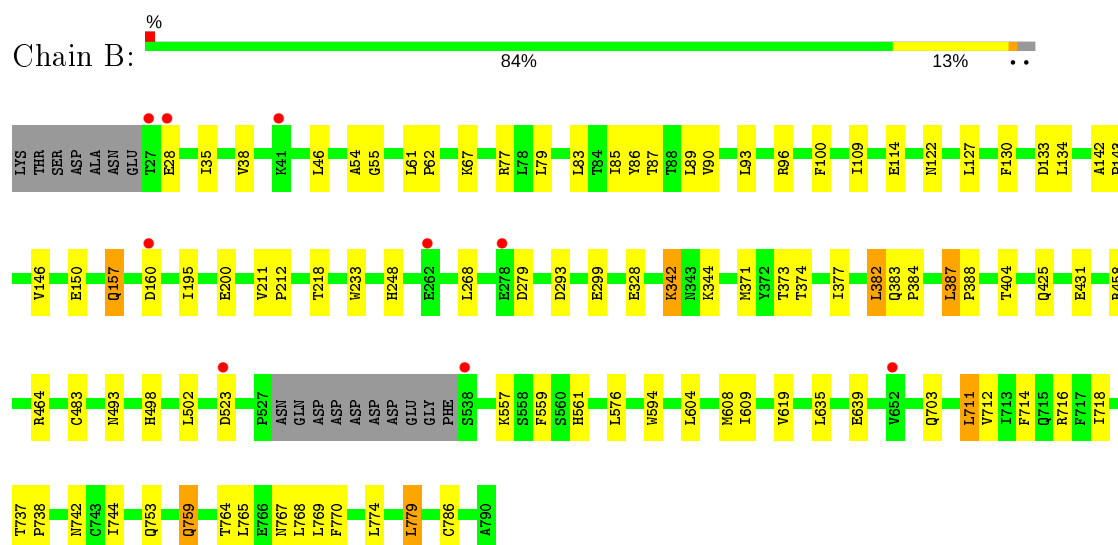 %
Chain B:
84% 13% • •
LYS THR SER ASP ALA ASN GLU T27 E28 I35 V38 K41 L46 A54 G55 L61 P62 K67 R77 L78 L79 L83 T84 I85 Y86 T87 T88 L89 V90 L93 R96 F100 I109 E114 N122 L127 F130 D133 L134 A142 P143
V146 E150 Q157 D160 I195 E200 V211 P212 T218 W233 H248 E262 L268 E278 D279 D293 E299 E328 K342 N343 K344 M371 Y372 T373 T374 I377 L382 Q383 P384 L387 P388 T404 Q425 E431
R464 C483 N493 H498 L502 D523 P527 ASN GLN ASP ASP ASP ASP ASP GLU GLY PHE S538 K557 S558 F559 S560 H561 L576 W594 L604 M608 I609 V619 L635 E639 V652 Q703 L711 V712 I713 F714 Q715 R716 F717 I718
T737 P738 N742 C743 I744 Q753 Q759 T764 L765 E766 N767 L768 L769 F770 L774 L779 C786 A790